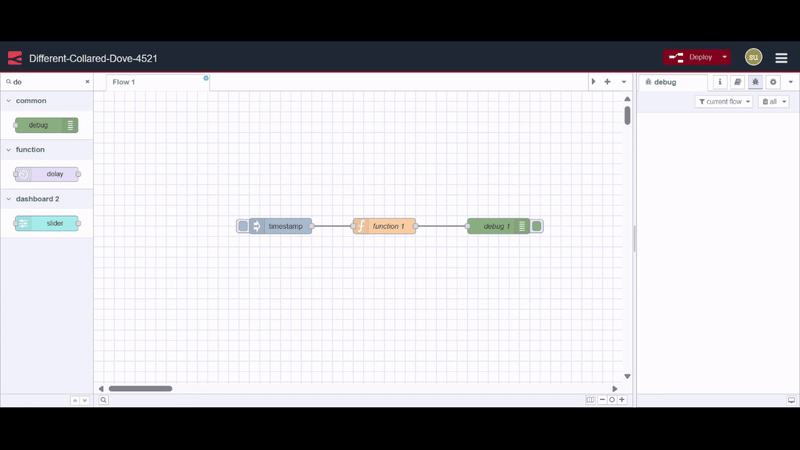 Different-Collared-Dove-4521
Deploy
su
do
Flow 1
debug
common
current flow
all
debug
function
delay
dashboard 2
slider
timestamp
function 1
debug 1